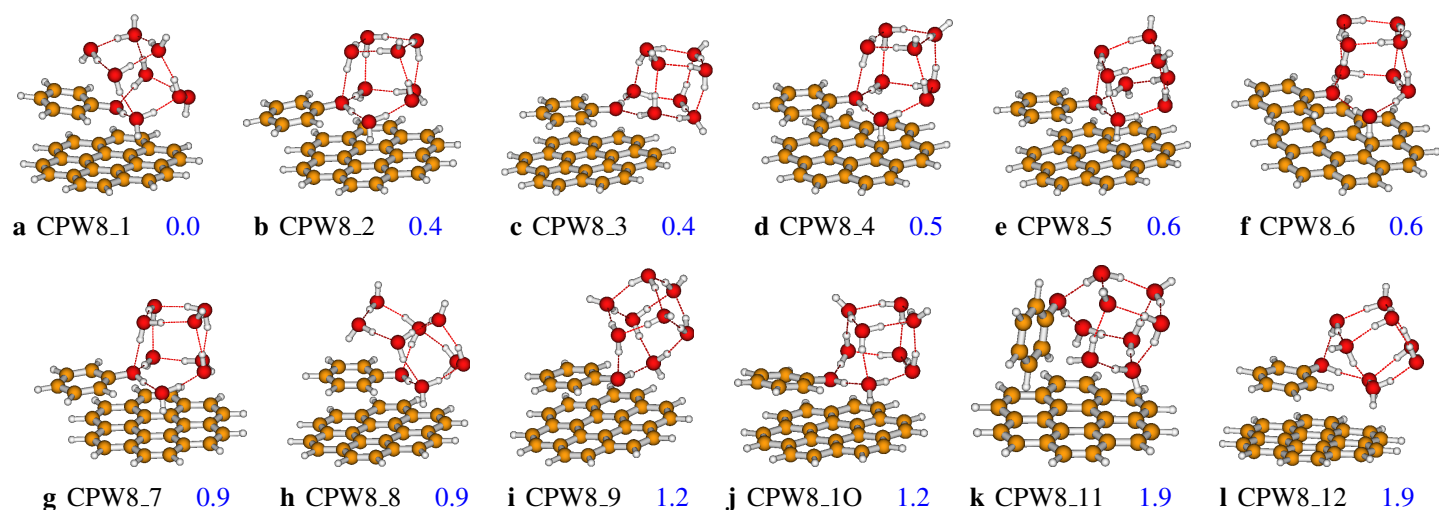 a CPW8_1 0.0 b CPW8_2 0.4 c CPW8_3 0.4 d CPW8_4 0.5 e CPW8_5 0.6 f CPW8_6 0.6
g CPW8_7 0.9 h CPW8_8 0.9 i CPW8_9 1.2 j CPW8_1O 1.2 k CPW8_11 1.9 l CPW8_12 1.9